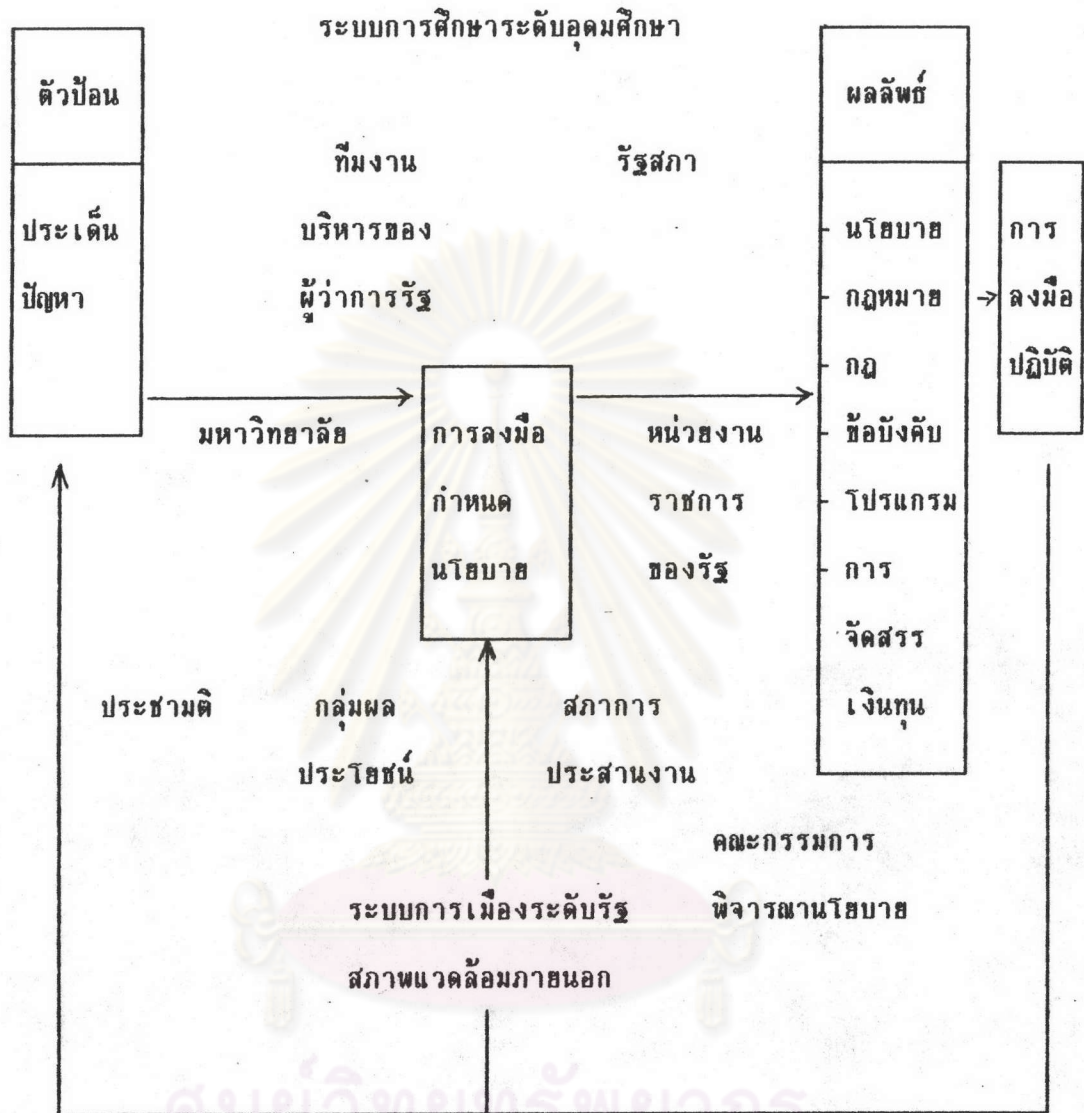 ระบบการศึกษาระดับอุดมศึกษา
ตัวป้อน
ผลลัพธ์
ทีมงาน
รัฐสภา
ประเด็น
บริหารของ
- นโยบาย
การ
ปัญหา
ผู้ว่าการรัฐ
- กฎหมาย
ลงมือ
- กฎ
ปฏิบัติ
มหาวิทยาลัย
การลงมือ
หน่วยงาน
- ข้อบังคับ
กำหนด
ราชการ
- โปรแกรม
นโยบาย
ของรัฐ
- การ
จัดสรร
ประชามติ
กลุ่มผล
สภาการ
เงินทุน
ประโยชน์
ประสานงาน
คณะกรรมการ
ระบบการเมืองระดับรัฐ
พิจารณานโยบาย
สภาพแวดล้อมภายนอก
ศูนย์วิทยทรัพยากร